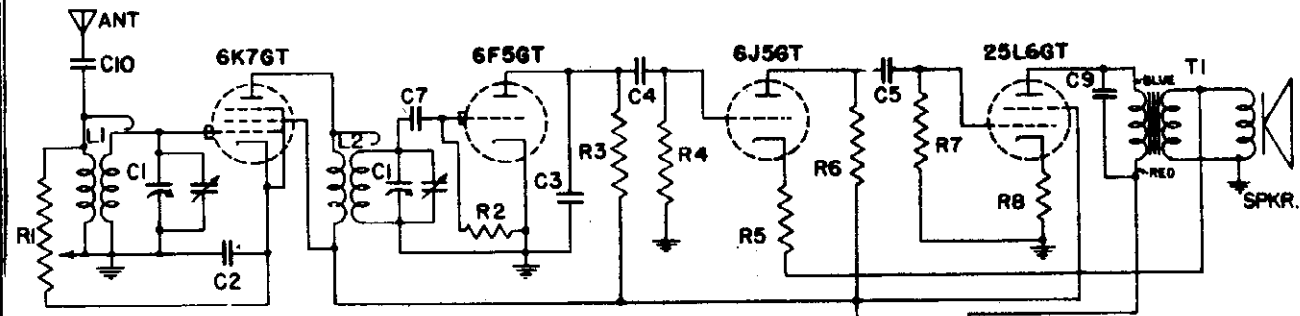 ANT
C10
6K7GT
6F5GT
6J5GT
25L6GT
L1
C1
R1
C2
L2
C1
C7
R2
C3
R3
C4
R4
R5
R6
C5
R7
R8
C9
BLUE
RED
T1
SPKR.